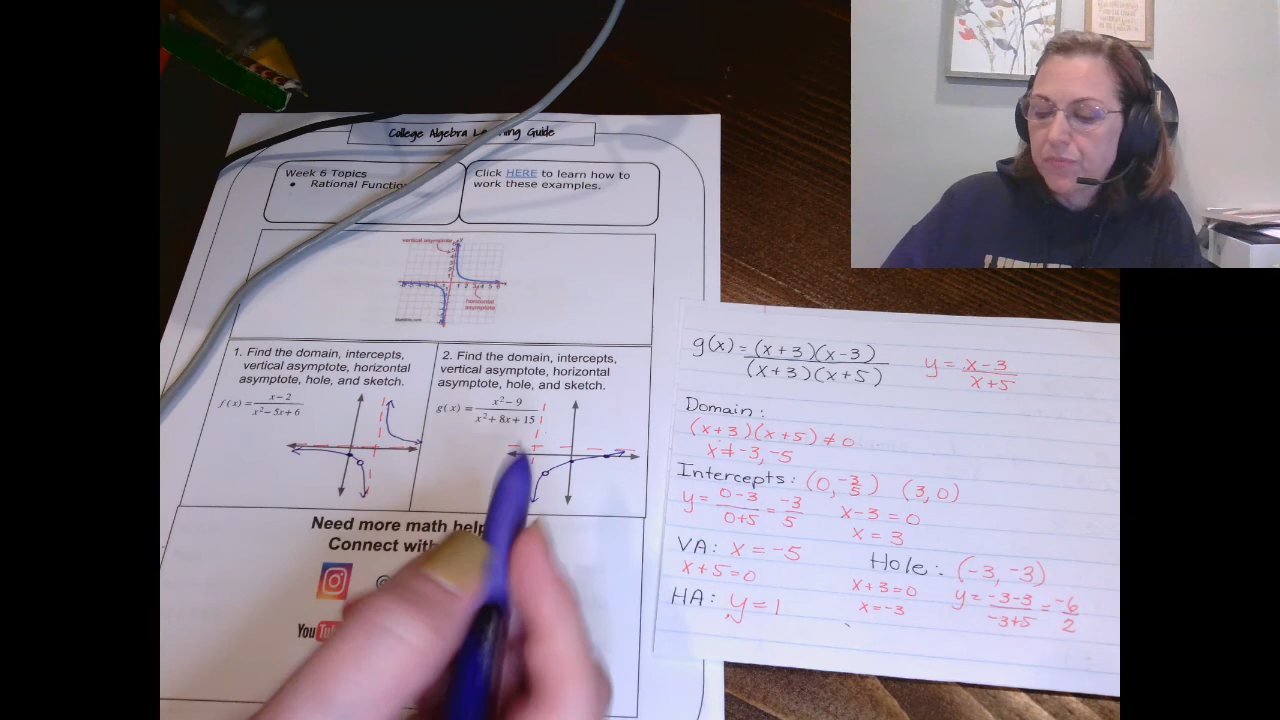 College Algebra Learning Guide
Week 6 Topics
• Rational Functio
Click HERE to learn how to
work these examples.
vertical asymptote
horizontal
asymptote
1. Find the domain, intercepts,
vertical asymptote, horizontal
asymptote, hole, and sketch.
f(x) = x − 2 / x² − 5x + 6
2. Find the domain, intercepts,
vertical asymptote, horizontal
asymptote, hole, and sketch.
g(x) = x² − 9 / x² + 8x + 15
Need more math help
Connect with
You Tu
g(x) = (x+3)(x-3) / (x+3)(x+5)
y = x-3 / x+5
Domain:
(x+3)(x+5) ≠ 0
x ≠ -3, -5
Intercepts: (0, -3/5) (3, 0)
y = 0-3 / 0+5 = -3/5
x-3 = 0
x = 3
VA: x = -5
x+5=0
HA: y = 1
Hole: (-3, -3)
x+3=0
x=-3
y = -3-3 / -3+5 = -6/2